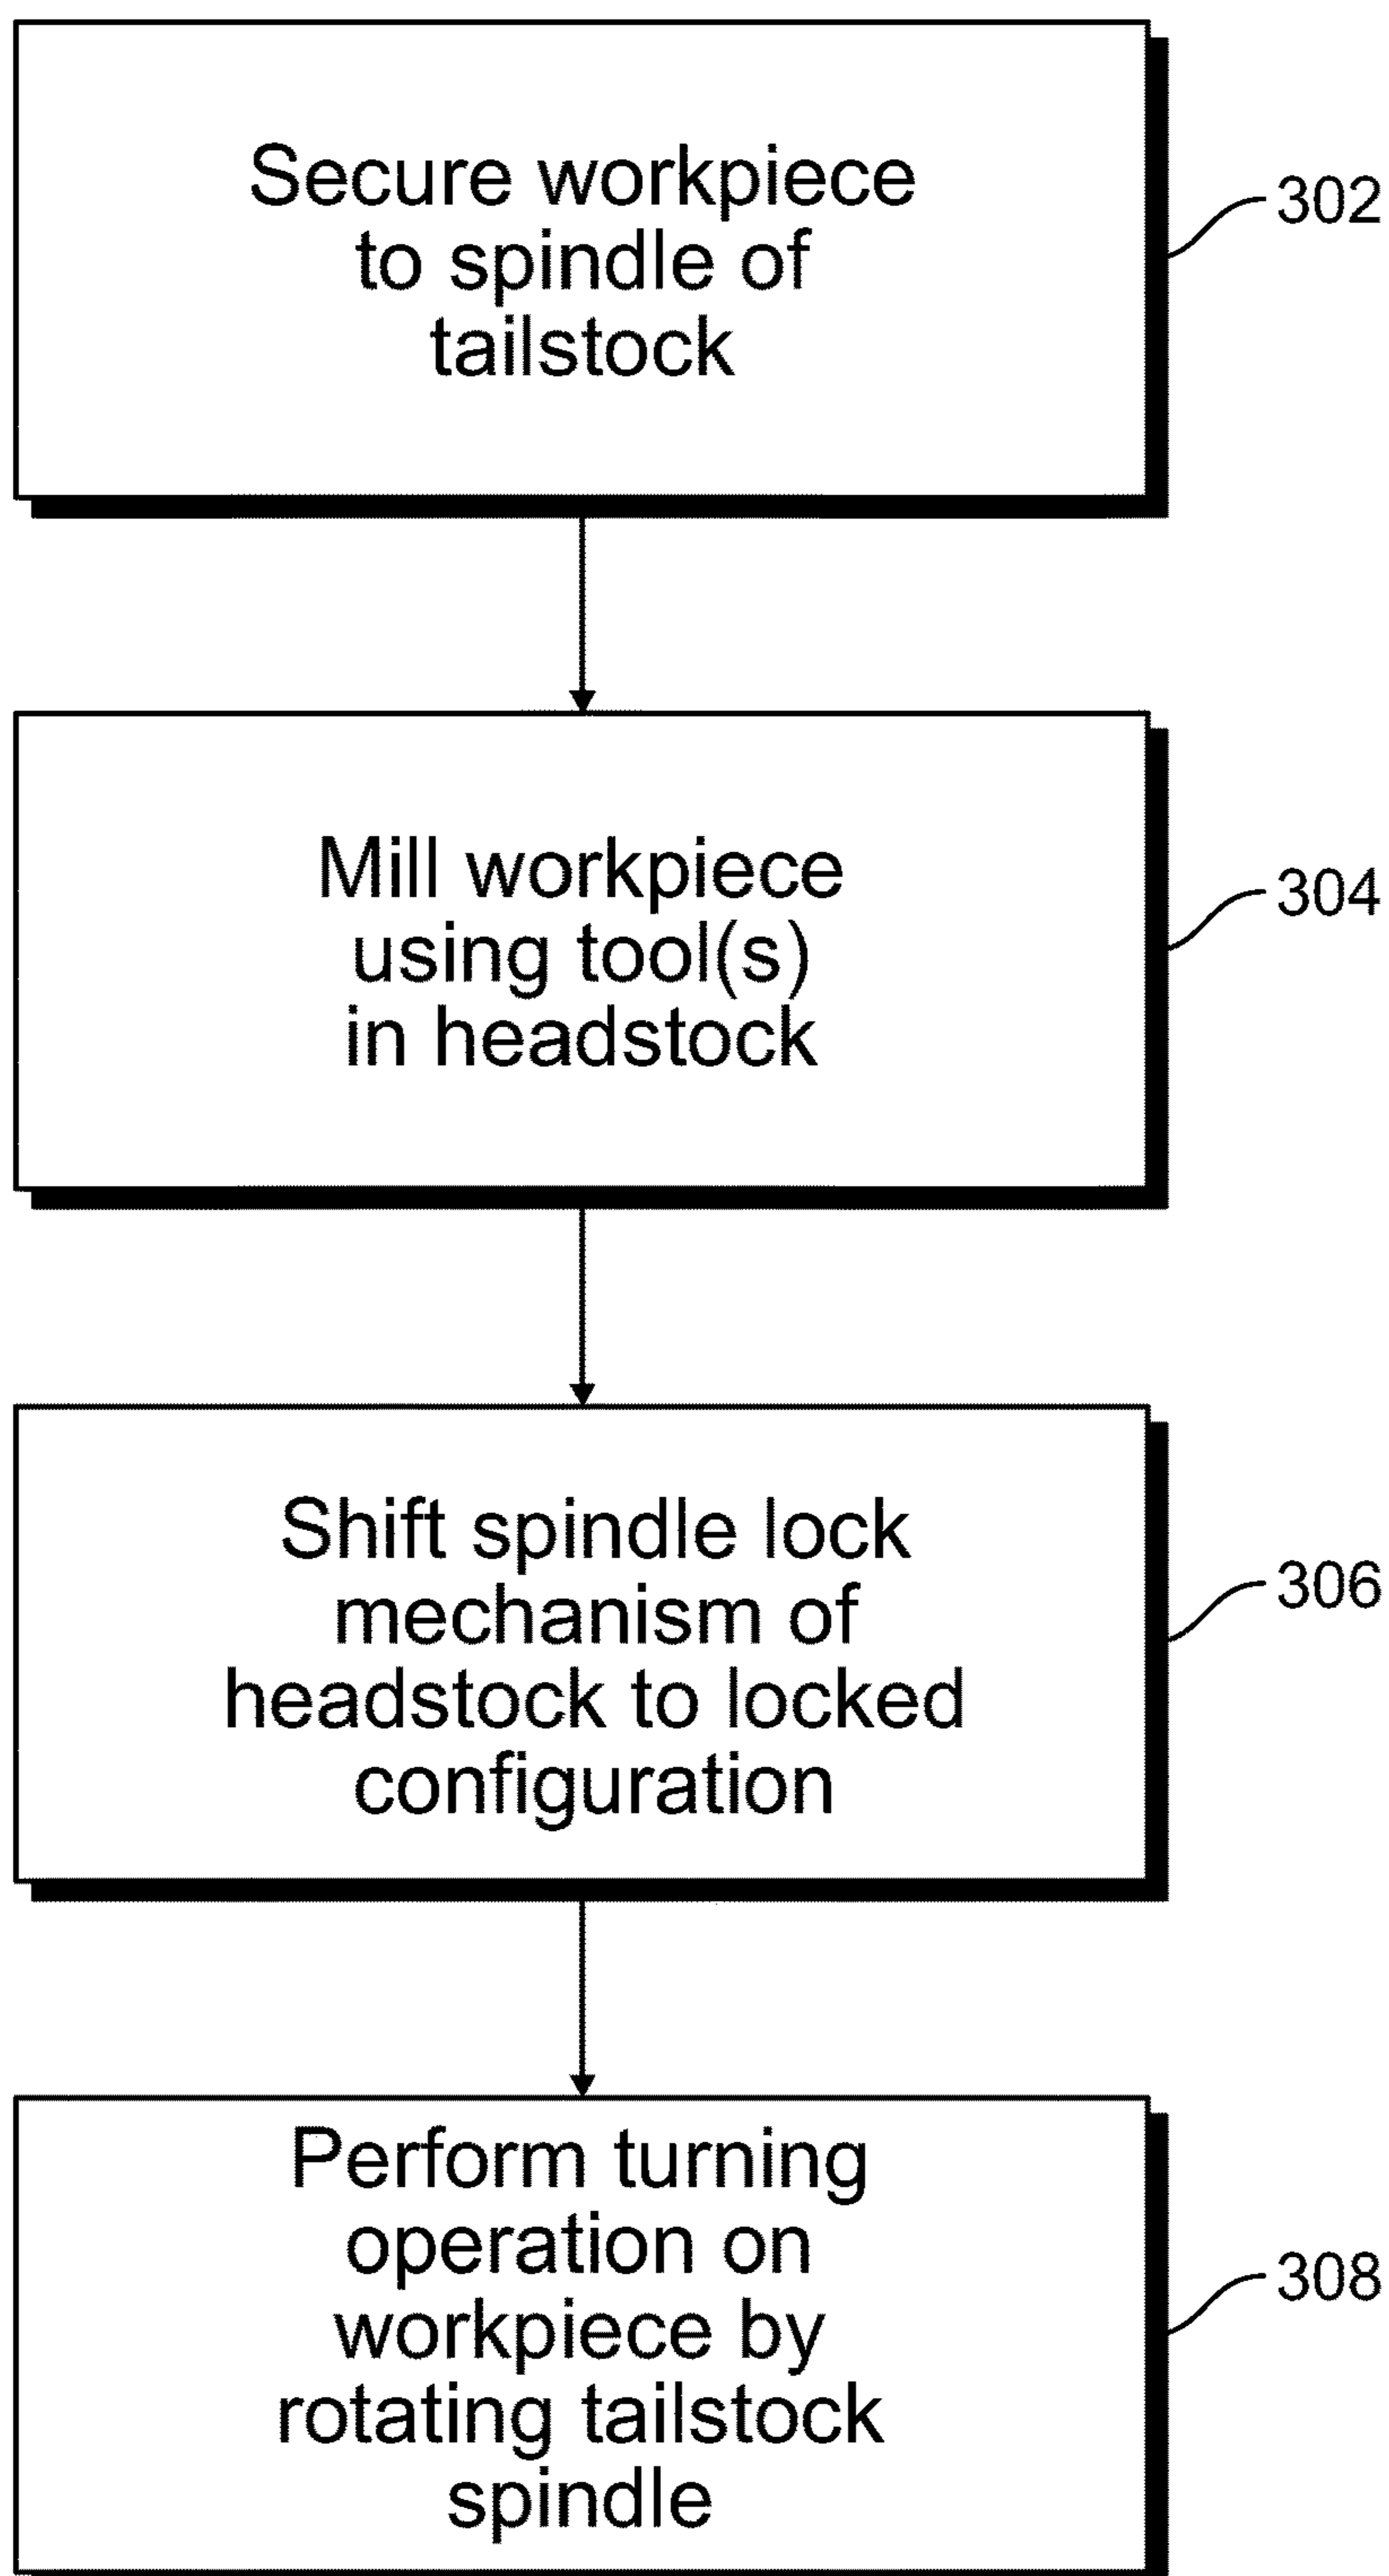 Secure workpiece
to spindle of
tailstock
302
Mill workpiece
using tool(s)
in headstock
304
Shift spindle lock
mechanism of
headstock to locked
configuration
306
Perform turning
operation on
workpiece by
rotating tailstock
spindle
308